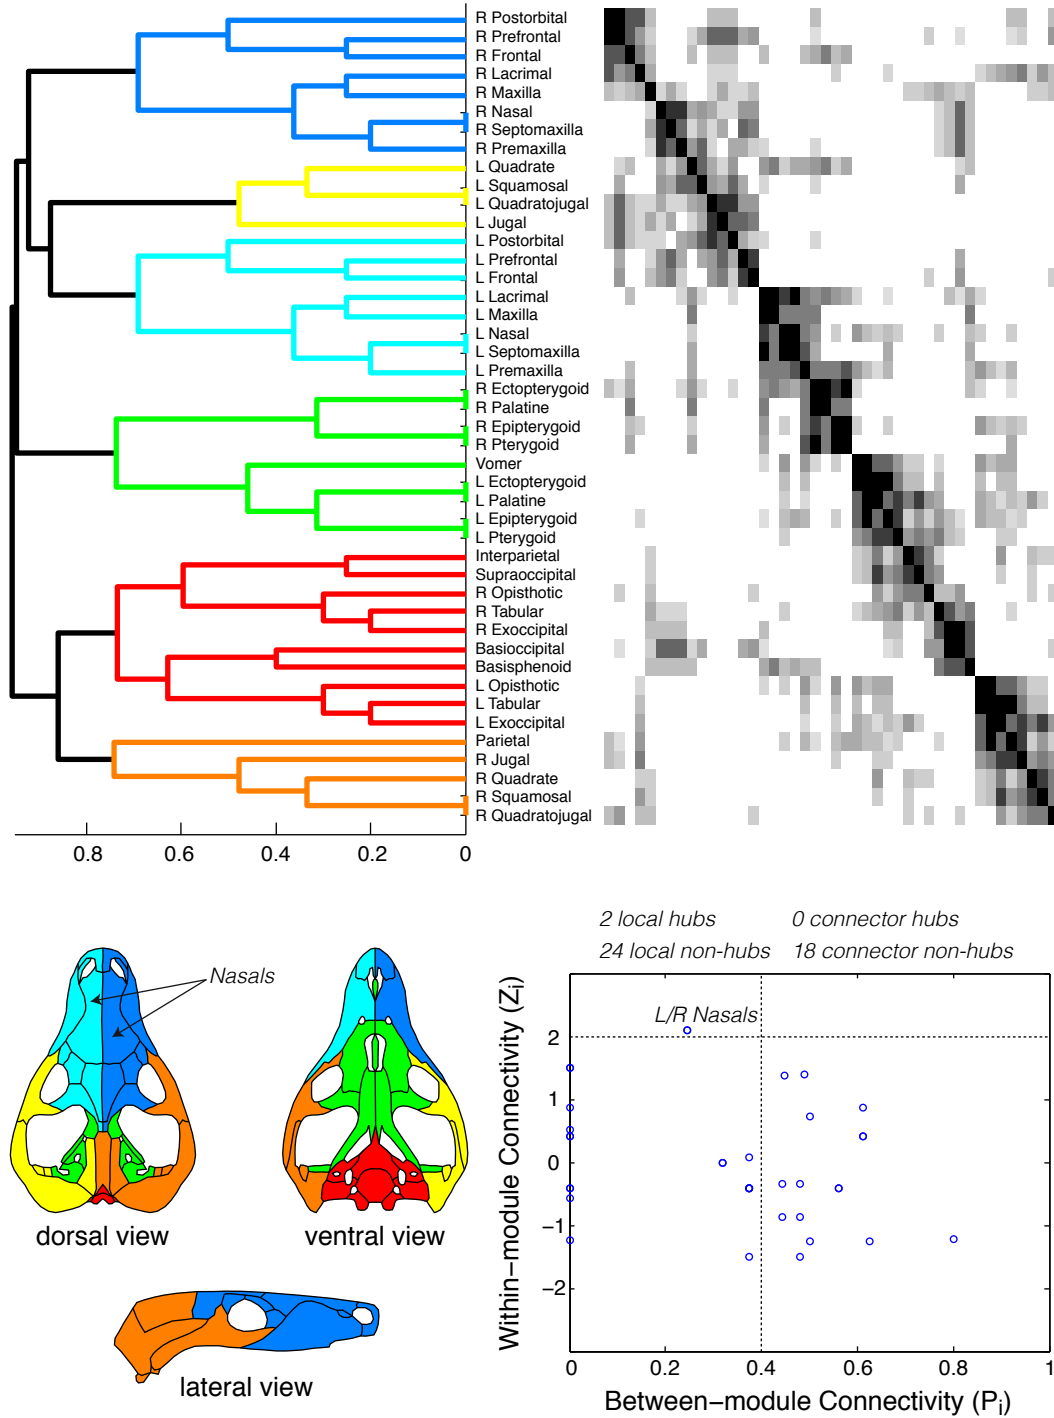 R Postorbital
R Prefrontal
R Frontal
R Lacrimal
R Maxilla
R Nasal
R Septomaxilla
R Premaxilla
L Quadrate
L Squamosal
L Quadratojugal
L Jugal
L Postorbital
L Prefrontal
L Frontal
L Lacrimal
L Maxilla
L Nasal
L Septomaxilla
L Premaxilla
R Ectopterygoid
R Palatine
R Epipterygoid
R Pterygoid
Vomer
L Ectopterygoid
L Palatine
L Epipterygoid
L Pterygoid
Interparietal
Supraoccipital
R Opisthotic
R Tabular
R Exoccipital
Basioccipital
Basisphenoid
L Opisthotic
L Tabular
L Exoccipital
Parietal
R Jugal
R Quadrate
R Squamosal
R Quadratojugal
0.8 0.6 0.4 0.2 0
Nasals
dorsal view
ventral view
lateral view
2 local hubs 0 connector hubs
24 local non-hubs 18 connector non-hubs
L/R Nasals
Within−module Connectivity (Zi)
2
1
0
−1
−2
0 0.2 0.4 0.6 0.8 1
Between−module Connectivity (Pi)